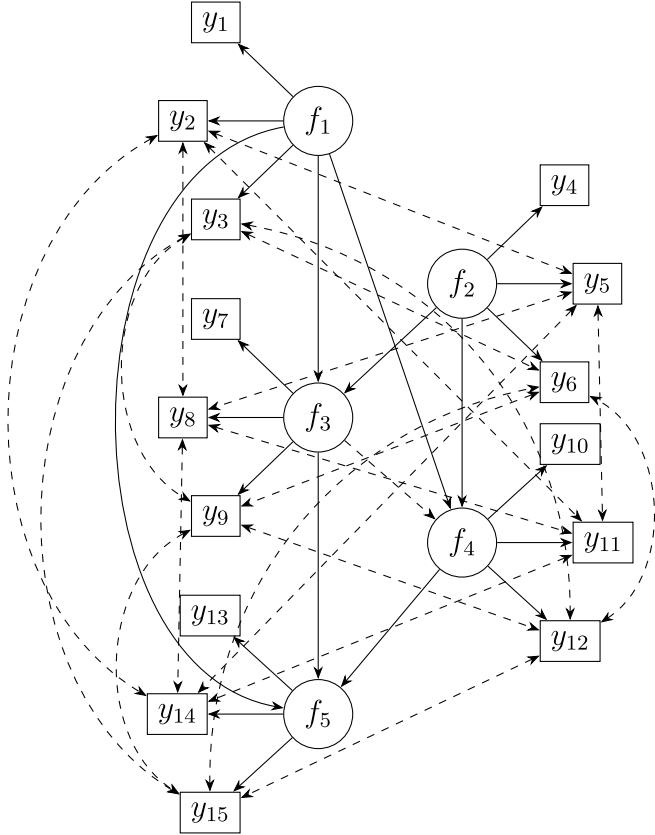 y₁
f₁
y₂
y₄
y₃
f₂
y₅
y₇
y₆
f₃
y₈
y₁₀
y₉
f₄
y₁₁
y₁₃
y₁₂
f₅
y₁₄
y₁₅